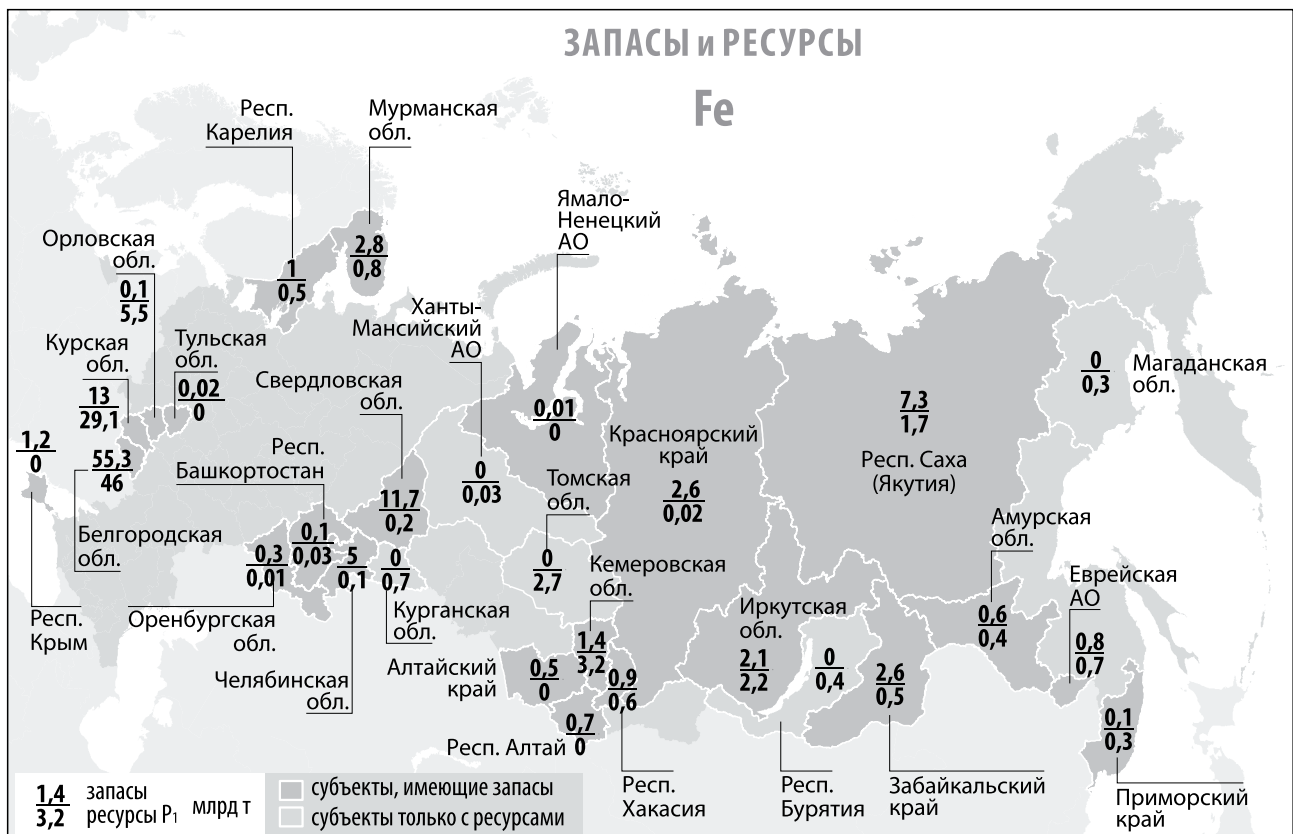 ЗАПАСЫ и РЕСУРСЫ
Fe
Респ.
Карелия
1
0,5
Мурманская
обл.
2,8
0,8
Ямало-
Ненецкий
АО
0,01
0
Орловская
обл.
0,1
5,5
Ханты-
Мансийский
АО
0
0,03
Курская
обл.
13
29,1
Тульская
обл.
0,02
0
Свердловская
обл.
11,7
0,2
Магаданская
обл.
0
0,3
7,3
1,7
Респ. Саха
(Якутия)
Красноярский
край
2,6
0,02
1,2
0
Респ.
Крым
55,3
46
Белгородская
обл.
Респ.
Башкортостан
0,1
0,03
Томская
обл.
0
2,7
0,3
0,01
Оренбургская
обл.
5
0,1
Челябинская
обл.
0
0,7
Курганская
обл.
Кемеровская
обл.
1,4
3,2
Амурская
обл.
0,6
0,4
Еврейская
АО
0,8
0,7
Иркутская
обл.
2,1
2,2
0
0,4
Респ.
Бурятия
2,6
0,5
Забайкальский
край
Алтайский
край
0,5
0
0,9
0,6
Респ.
Хакасия
0,7
0
Респ. Алтай
0,1
0,3
Приморский
край
1,4 запасы
3,2 ресурсы P1 млрд т
субъекты, имеющие запасы
субъекты только с ресурсами